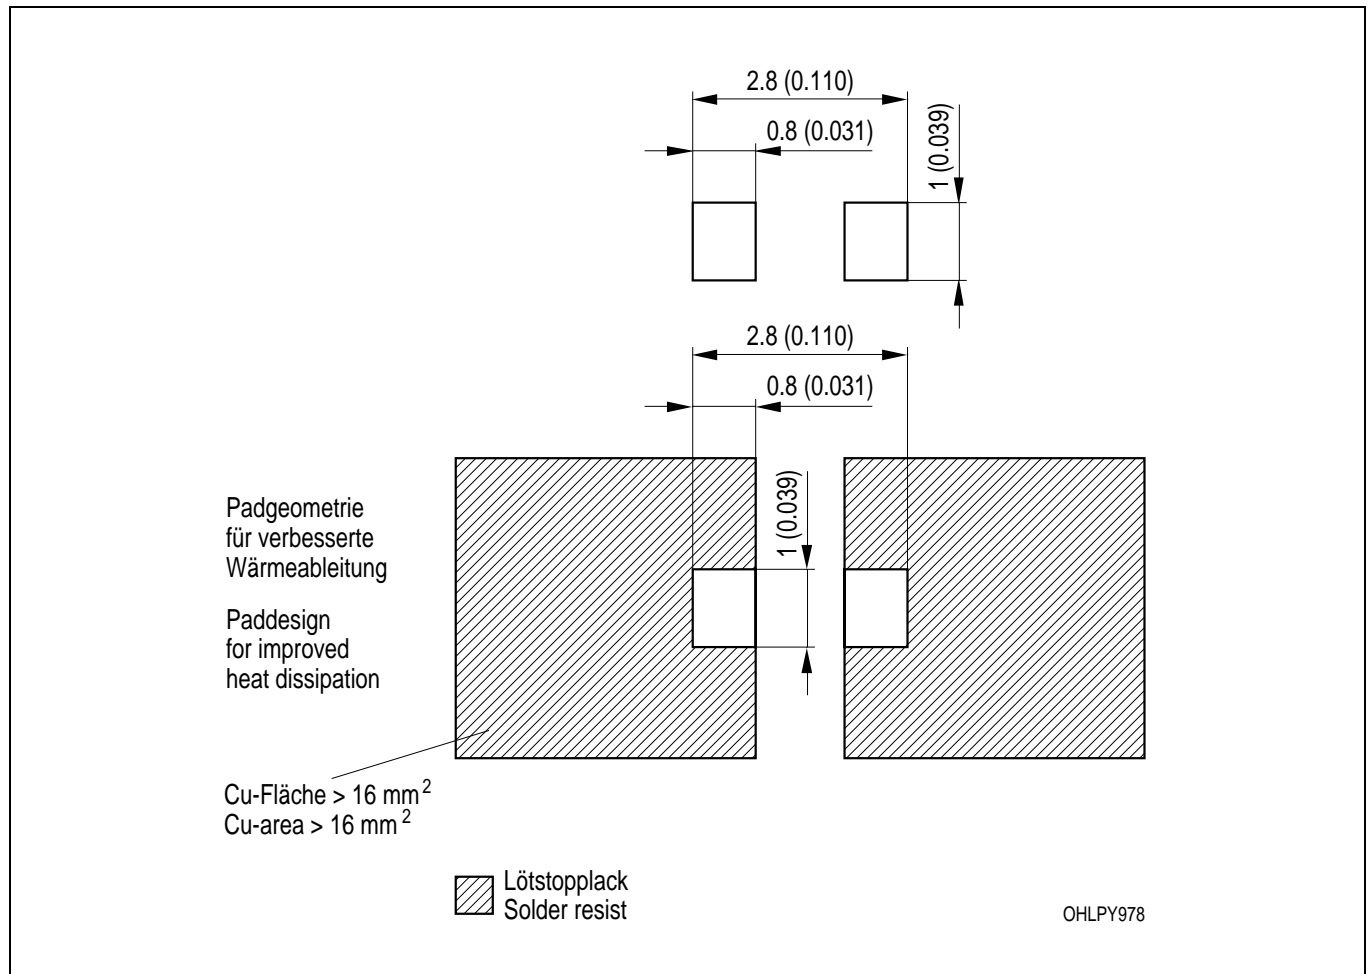 2.8 (0.110)
0.8 (0.031)
1 (0.039)
2.8 (0.110)
0.8 (0.031)
1 (0.039)
Padgeometrie
für verbesserte
Wärmeableitung
Paddesign
for improved
heat dissipation
Cu-Fläche > 16 mm²
Cu-area > 16 mm²
Lötstopplack
Solder resist
OHLPY978